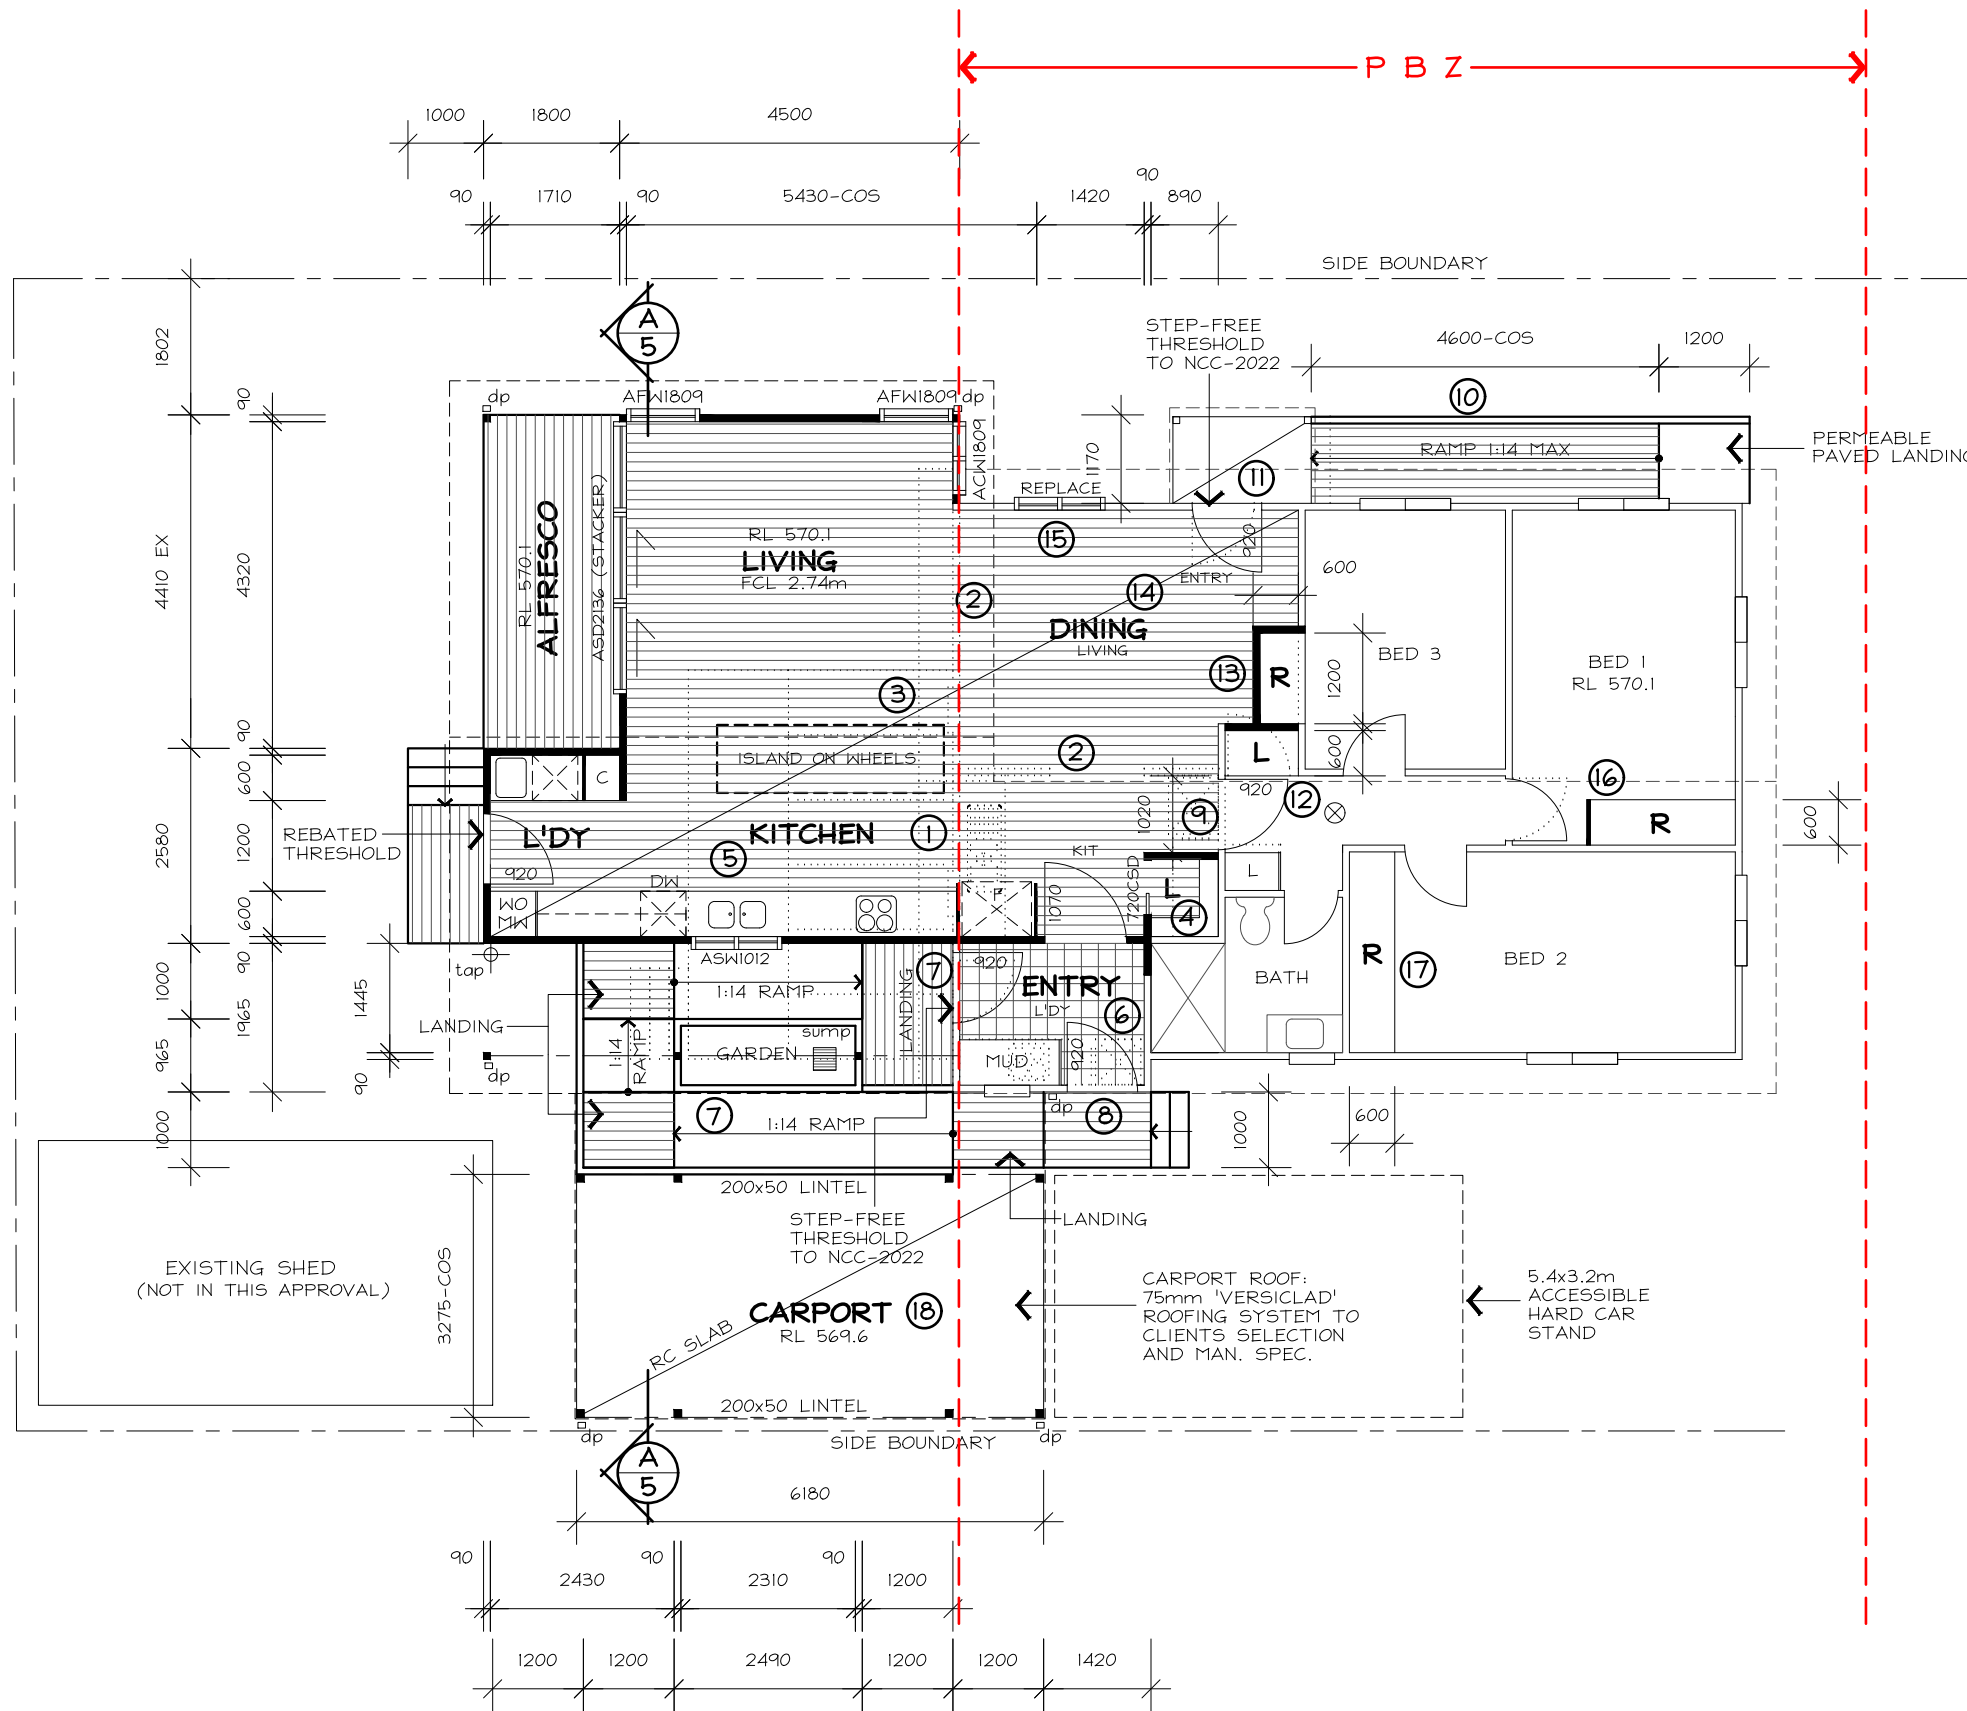 P B Z
1000
1800
4500
90
90
1710
90
5430-COS
1420
890
SIDE BOUNDARY
1802
A
5
STEP-FREE
THRESHOLD
TO NCC-2022
4600-COS
1200
90
dp
AFW1809
AFW1809
dp
10
ACW1809
1170
RAMP 1:14 MAX
PERMEABLE
PAVED LANDING
11
REPLACE
4410 EX
4320
ALFRESCO
RL 570.1
ASD2136 (STACKER)
RL 570.1
LIVING
FCL 2.74m
15
920
ENTRY
14
2
600
DINING
LIVING
BED 3
BED 1
RL 570.1
13
R
1200
3
90
600
2
L
600
ISLAND ON WHEELS
C
920
12
16
9
1020
R
600
REBATED
THRESHOLD
L'DY
KITCHEN
1
5
KIT
2580
1200
920
DW
WO
MW
F
1070
720CSD
L
4
L
600
90
tap
ASW1012
7
920
ENTRY
L'DY
6
R
17
BED 2
BATH
1000
1965
1445
1:14 RAMP
LANDING
LANDING
sump
GARDEN
1:14
RAMP
MUD
920
965
90
dp
dp
7
1:14 RAMP
8
1000
600
1000
200x50 LINTEL
STEP-FREE
THRESHOLD
TO NCC-2022
LANDING
EXISTING SHED
(NOT IN THIS APPROVAL)
3275-COS
CARPORT
18
RL 569.6
RC SLAB
CARPORT ROOF:
75mm 'VERSICLAD'
ROOFING SYSTEM TO
CLIENTS SELECTION
AND MAN. SPEC.
5.4x3.2m
ACCESSIBLE
HARD CAR
STAND
200x50 LINTEL
dp
dp
SIDE BOUNDARY
A
5
6180
90
90
90
2430
2310
1200
1200
1200
2490
1200
1200
1420